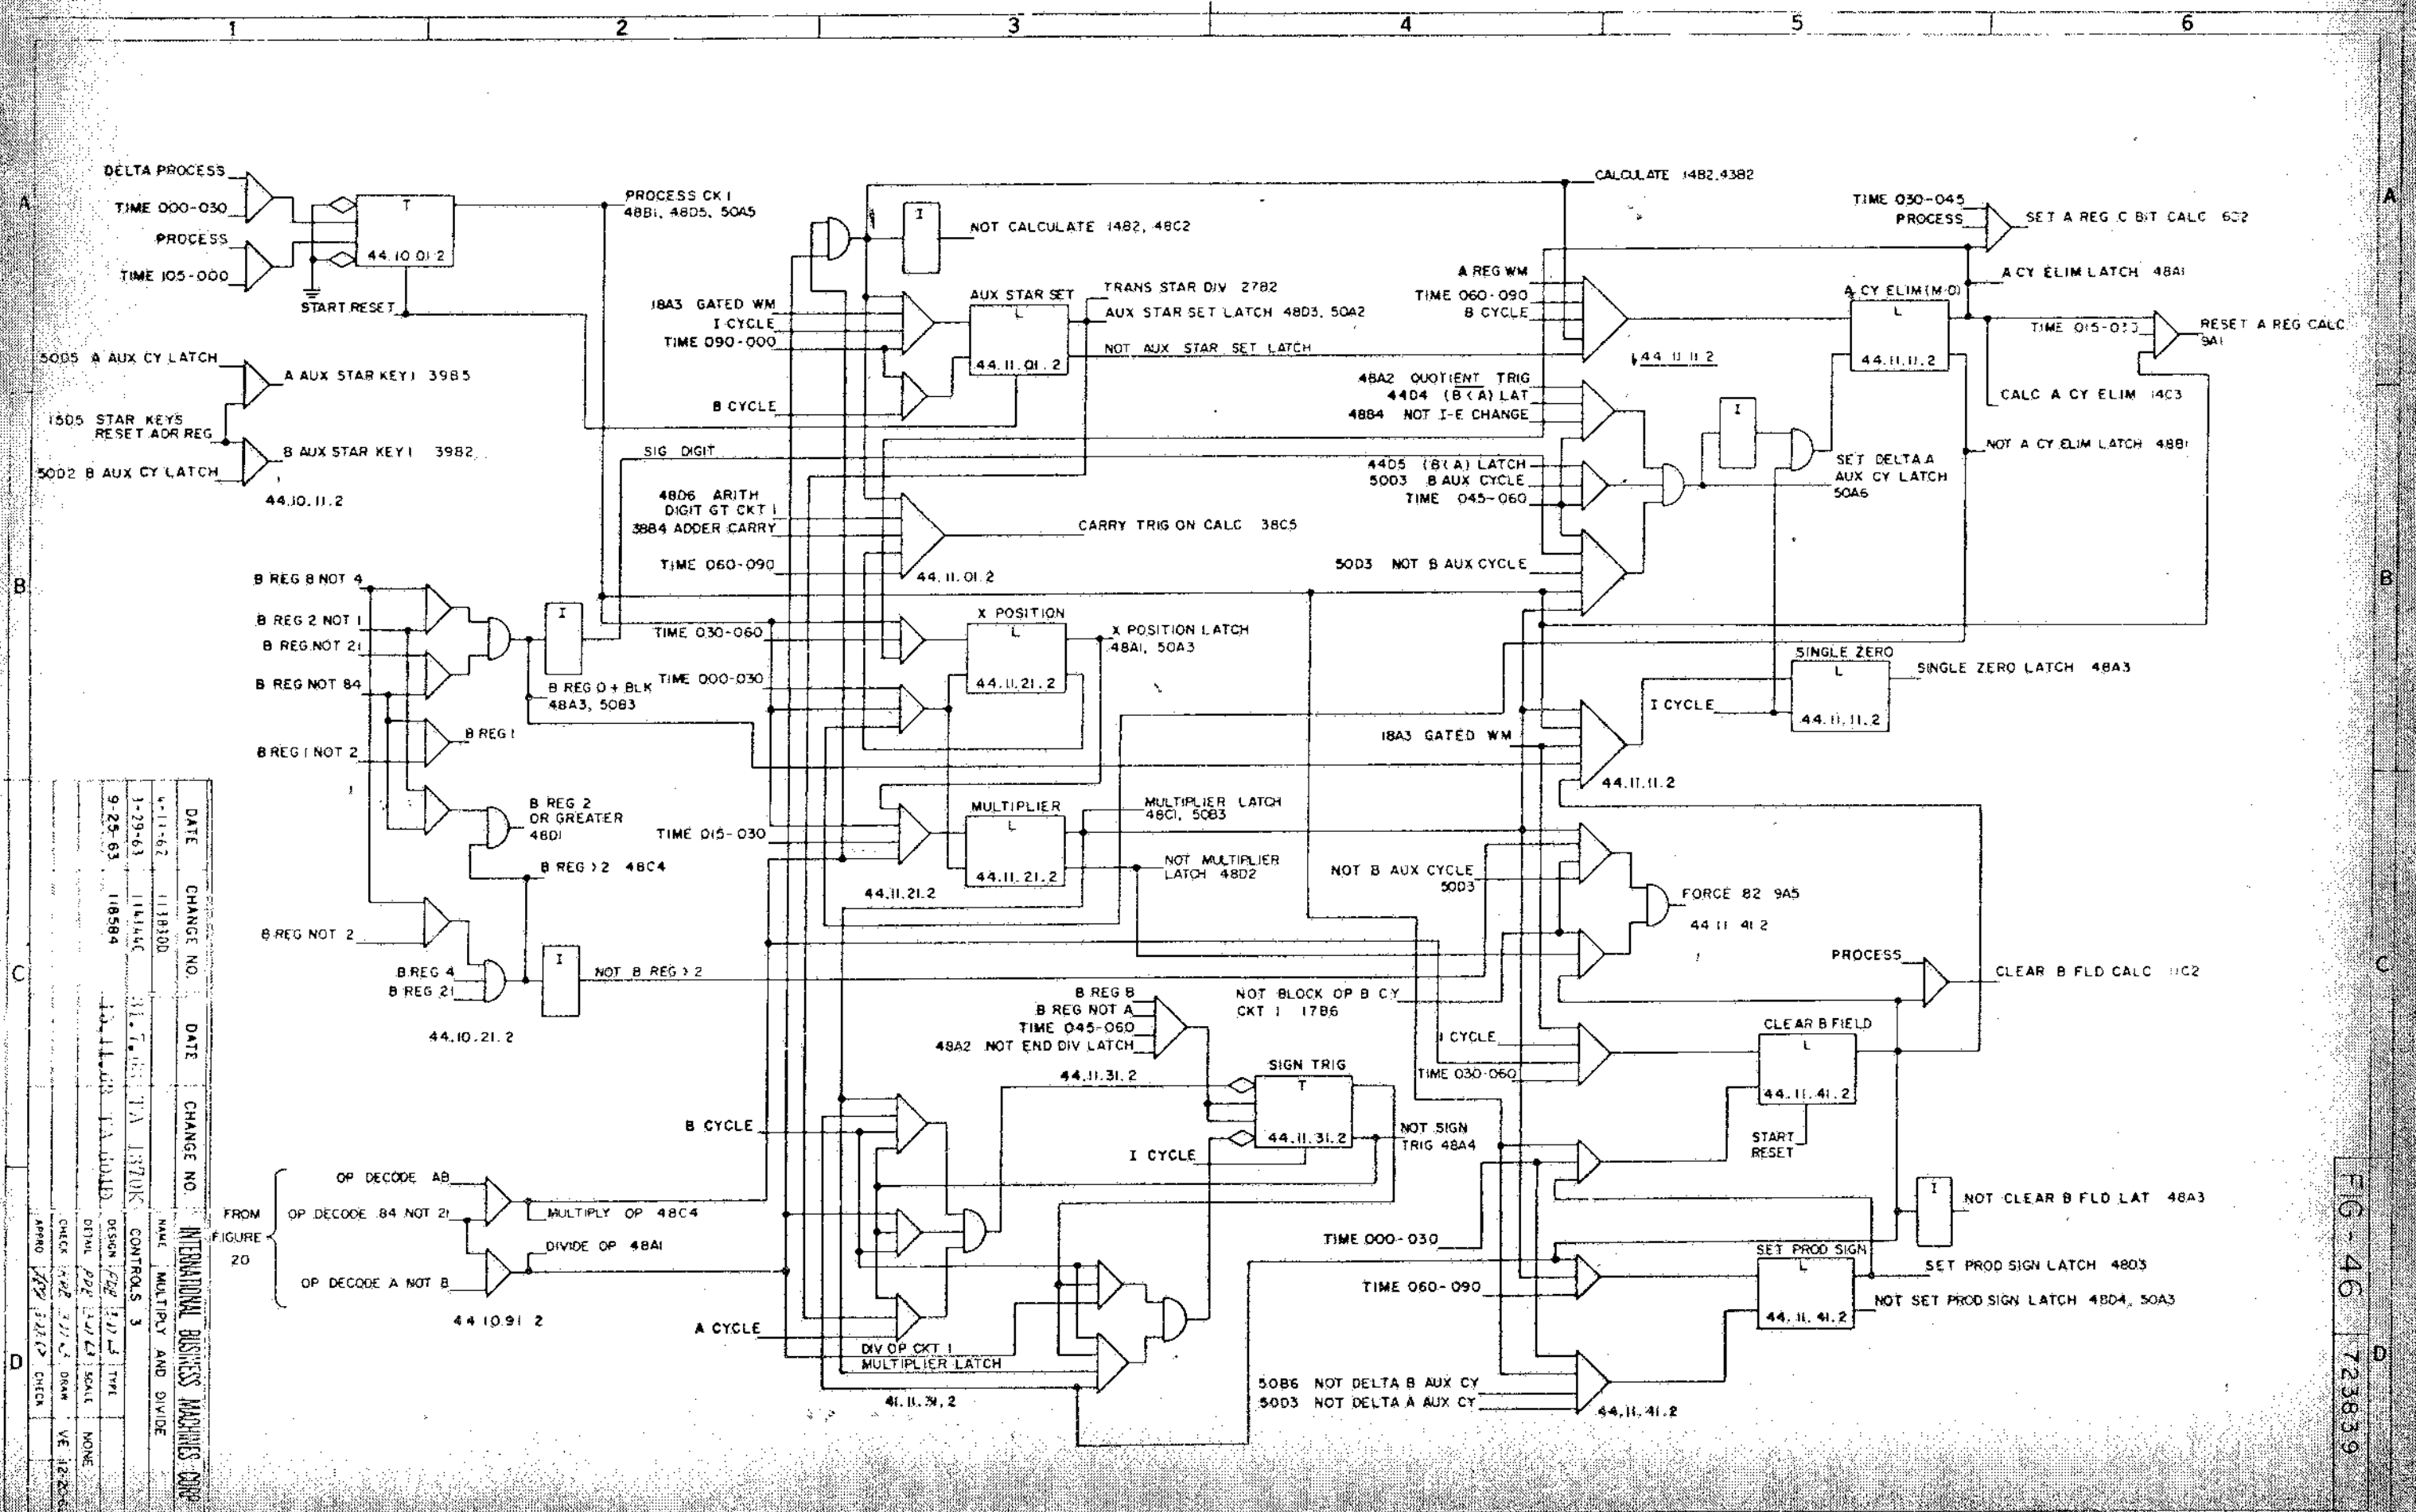 1
2
3
4
5
6
A
A
B
B
C
C
D
D
DELTA PROCESS
TIME 000-030
PROCESS
TIME 105-000
T
44.10.01.2
START RESET
PROCESS CK 1
48B1, 48D5, 50A5
50D5 A AUX CY LATCH
A AUX STAR KEY 1 39B5
15D5 STAR KEYS
RESET ADR REG
B AUX STAR KEY 1 39B2
50D2 B AUX CY LATCH
44.10.11.2
B REG 8 NOT 4
B REG 2 NOT 1
B REG NOT 21
B REG NOT 84
I
B REG 0 + BLK
48A3, 50B3
B REG 1
B REG 1 NOT 2
B REG 2
OR GREATER
48D1
B REG > 2 48C4
B REG NOT 2
B REG 4
B REG 21
I
NOT B REG > 2
44.10.21.2
FROM
FIGURE
20
OP DECODE AB
OP DECODE 84 NOT 21
OP DECODE A NOT B
MULTIPLY OP 48C4
DIVIDE OP 48A1
44.10.91.2
I
NOT CALCULATE 14B2, 48C2
CALCULATE 14B2, 43B2
18A3 GATED WM
I CYCLE
TIME 090-000
B CYCLE
AUX STAR SET
L
44.11.01.2
TRANS STAR DIV 27B2
AUX STAR SET LATCH 48D3, 50A2
NOT AUX STAR SET LATCH
SIG DIGIT
48D6 ARITH
DIGIT GT CKT 1
38B4 ADDER CARRY
TIME 060-090
CARRY TRIG ON CALC 38C5
44.11.01.2
TIME 030-060
TIME 000-030
X POSITION
L
44.11.21.2
X POSITION LATCH
48A1, 50A3
TIME 015-030
MULTIPLIER
L
44.11.21.2
MULTIPLIER LATCH
48C1, 50B3
NOT MULTIPLIER
LATCH 48D2
44.11.21.2
B REG B
B REG NOT A
TIME 045-060
48A2 NOT END DIV LATCH
44.11.31.2
SIGN TRIG
T
44.11.31.2
NOT SIGN
TRIG 48A4
I CYCLE
B CYCLE
A CYCLE
DIV OP CKT 1
MULTIPLIER LATCH
41.11.31.2
A REG WM
TIME 060-090
B CYCLE
44.11.11.2
48A2 QUOTIENT TRIG
44D4 (B<A) LAT
48B4 NOT I-E CHANGE
44D5 (B<A) LATCH
50D3 B AUX CYCLE
TIME 045-060
50D3 NOT B AUX CYCLE
I
SET DELTA A
AUX CY LATCH
50A6
A CY ELIM (M-D)
L
44.11.11.2
TIME 030-045
PROCESS
SET A REG C BIT CALC 6D2
A CY ELIM LATCH 48A1
TIME 015-030
RESET A REG CALC
9A1
CALC A CY ELIM 14C3
NOT A CY ELIM LATCH 48B1
SINGLE ZERO
L
44.11.11.2
SINGLE ZERO LATCH 48A3
I CYCLE
18A3 GATED WM
44.11.11.2
NOT B AUX CYCLE
50D3
FORCE 82 9A5
44.11.41.2
NOT BLOCK OP B CY
CKT 1 17B6
PROCESS
CLEAR B FLD CALC 11C2
I CYCLE
TIME 030-060
CLEAR B FIELD
L
44.11.41.2
START
RESET
I
NOT CLEAR B FLD LAT 48A3
TIME 000-030
TIME 060-090
SET PROD SIGN
L
44.11.41.2
SET PROD SIGN LATCH 48D3
NOT SET PROD SIGN LATCH 48D4, 50A3
50B6 NOT DELTA B AUX CY
50D3 NOT DELTA A AUX CY
44.11.41.2
DATE CHANGE NO. DATE CHANGE NO.
3-29-63
9-25-63 118584
INTERNATIONAL BUSINESS MACHINES CORP
NAME MULTIPLY AND DIVIDE
CONTROLS 3
DESIGN TYPE
DETAIL SCALE NONE
CHECK DRAW VE
APPRO CHECK
FIG-46 723839